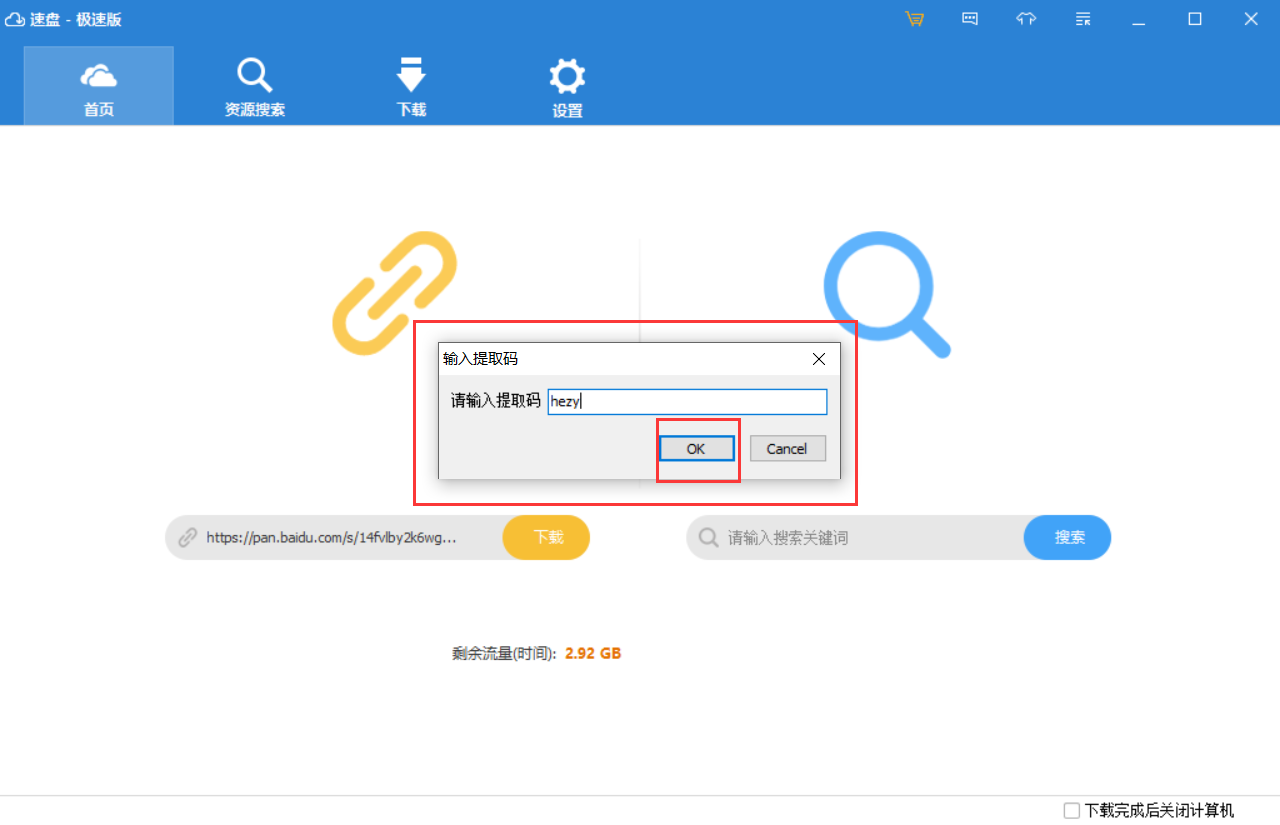 速盘 - 极速版
首页
资源搜索
下载
设置
输入提取码
请输入提取码 hezy
OK
Cancel
https://pan.baidu.com/s/14fvlby2k6wg...
下载
请输入搜索关键词
搜索
剩余流量(时间): 2.92 GB
下载完成后关闭计算机